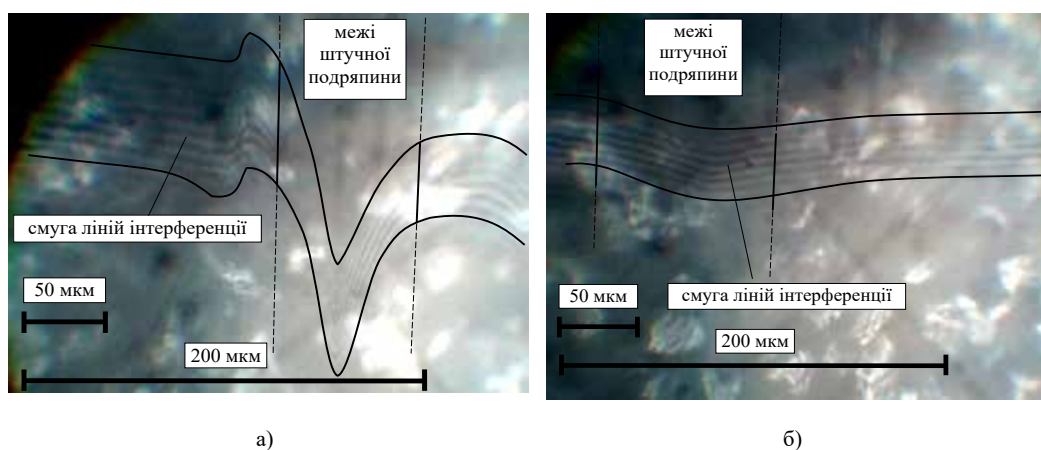 межі
штучної
подряпини
смуга ліній інтерференції
50 мкм
200 мкм
а)
межі
штучної
подряпини
50 мкм
смуга ліній інтерференції
200 мкм
б)